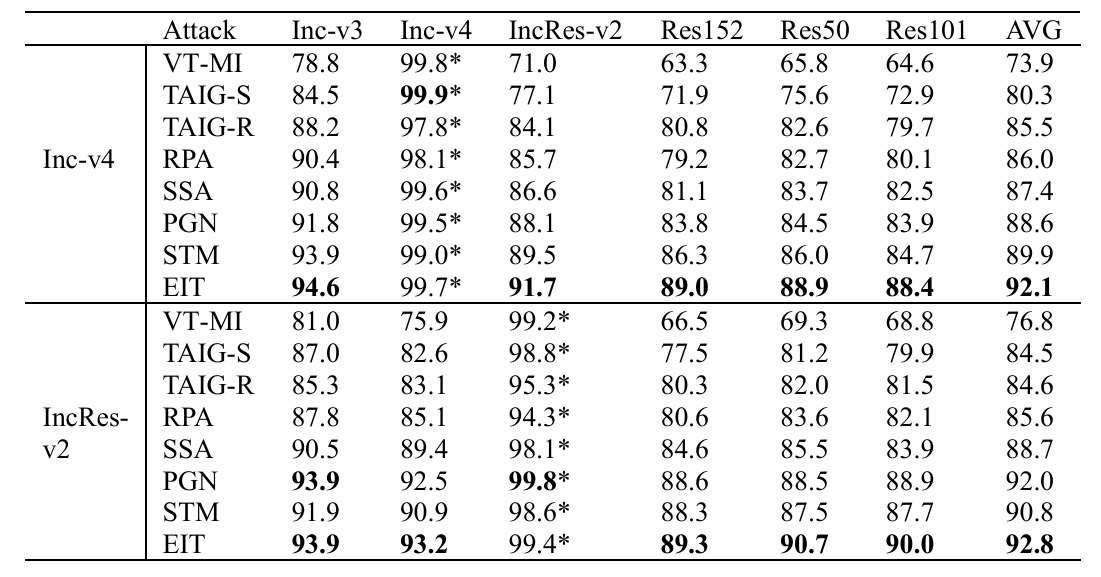 Attack Inc-v3 Inc-v4 IncRes-v2 Res152 Res50 Res101 AVG
VT-MI 78.8 99.8* 71.0 63.3 65.8 64.6 73.9
TAIG-S 84.5 99.9* 77.1 71.9 75.6 72.9 80.3
TAIG-R 88.2 97.8* 84.1 80.8 82.6 79.7 85.5
Inc-v4 RPA 90.4 98.1* 85.7 79.2 82.7 80.1 86.0
SSA 90.8 99.6* 86.6 81.1 83.7 82.5 87.4
PGN 91.8 99.5* 88.1 83.8 84.5 83.9 88.6
STM 93.9 99.0* 89.5 86.3 86.0 84.7 89.9
EIT 94.6 99.7* 91.7 89.0 88.9 88.4 92.1
VT-MI 81.0 75.9 99.2* 66.5 69.3 68.8 76.8
TAIG-S 87.0 82.6 98.8* 77.5 81.2 79.9 84.5
TAIG-R 85.3 83.1 95.3* 80.3 82.0 81.5 84.6
IncRes- RPA 87.8 85.1 94.3* 80.6 83.6 82.1 85.6
v2 SSA 90.5 89.4 98.1* 84.6 85.5 83.9 88.7
PGN 93.9 92.5 99.8* 88.6 88.5 88.9 92.0
STM 91.9 90.9 98.6* 88.3 87.5 87.7 90.8
EIT 93.9 93.2 99.4* 89.3 90.7 90.0 92.8